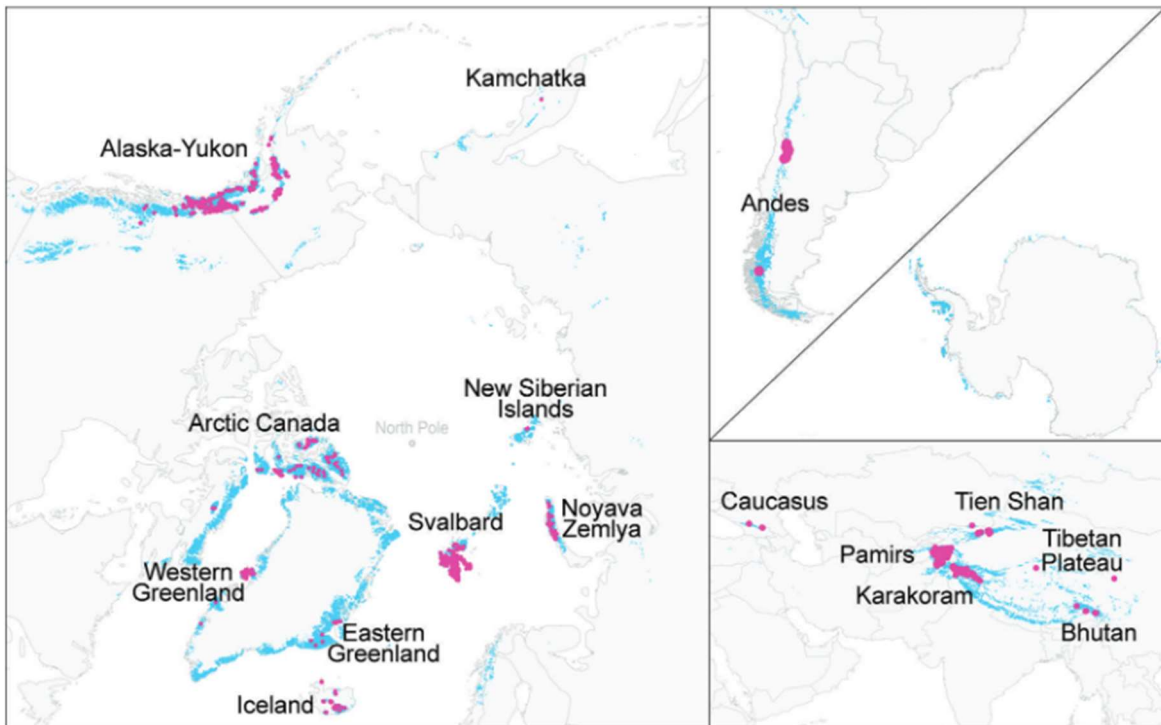 Kamchatka
Alaska-Yukon
New Siberian
Islands
Arctic Canada
North Pole
Svalbard
Noyava
Zemlya
Western
Greenland
Eastern
Greenland
Iceland
Andes
Caucasus
Tien Shan
Tibetan
Plateau
Pamirs
Karakoram
Bhutan